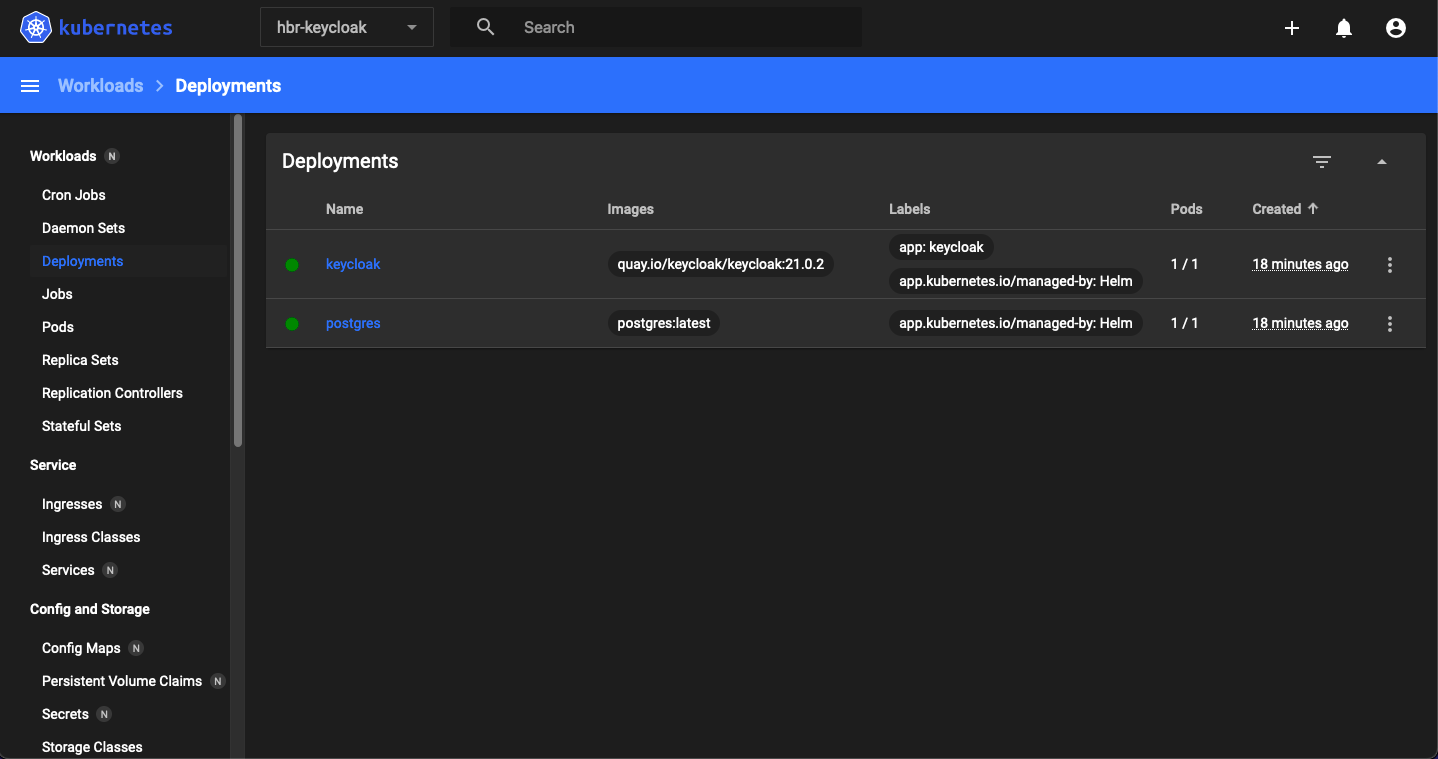 kubernetes
hbr-keycloak
Search
Workloads > Deployments
Workloads N
Cron Jobs
Daemon Sets
Deployments
Jobs
Pods
Replica Sets
Replication Controllers
Stateful Sets
Service
Ingresses N
Ingress Classes
Services N
Config and Storage
Config Maps N
Persistent Volume Claims N
Secrets N
Storage Classes
Deployments
Name Images Labels Pods Created
keycloak quay.io/keycloak/keycloak:21.0.2 app: keycloak 1 / 1 18 minutes ago
app.kubernetes.io/managed-by: Helm
postgres postgres:latest app.kubernetes.io/managed-by: Helm 1 / 1 18 minutes ago